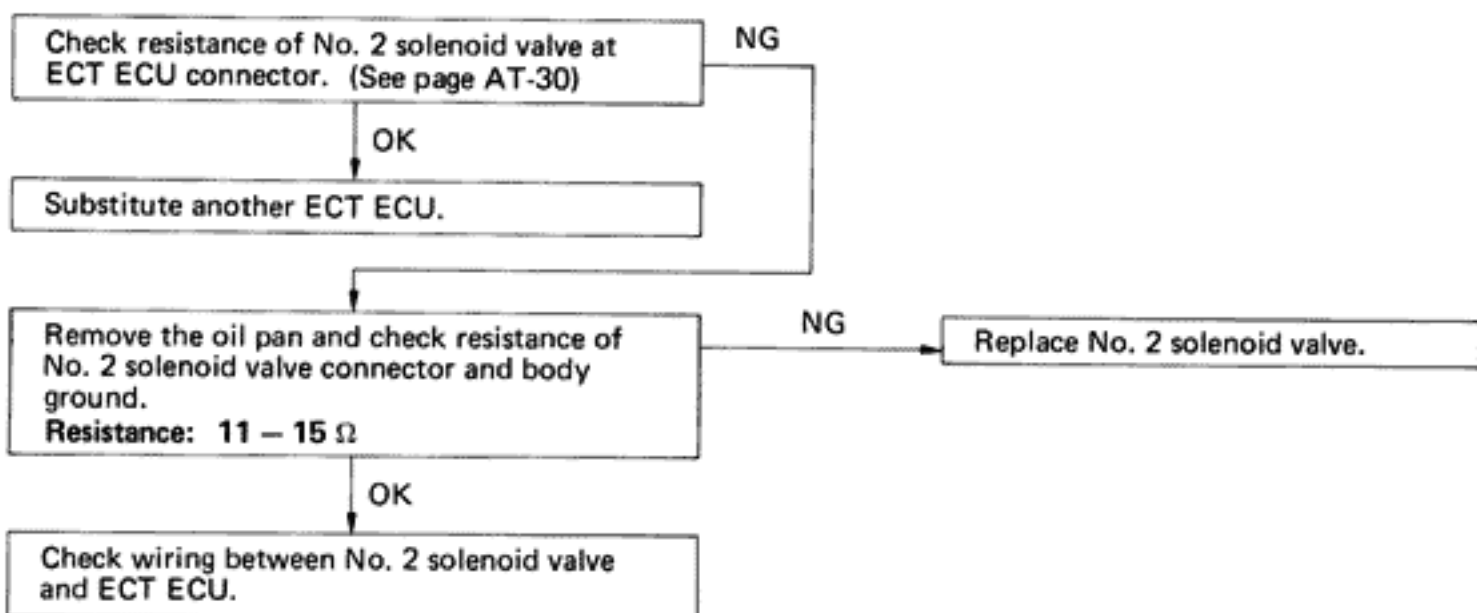 Check resistance of No. 2 solenoid valve at
ECT ECU connector. (See page AT-30)
NG
OK
Substitute another ECT ECU.
Remove the oil pan and check resistance of
No. 2 solenoid valve connector and body
ground.
Resistance: 11 – 15 Ω
NG
Replace No. 2 solenoid valve.
OK
Check wiring between No. 2 solenoid valve
and ECT ECU.